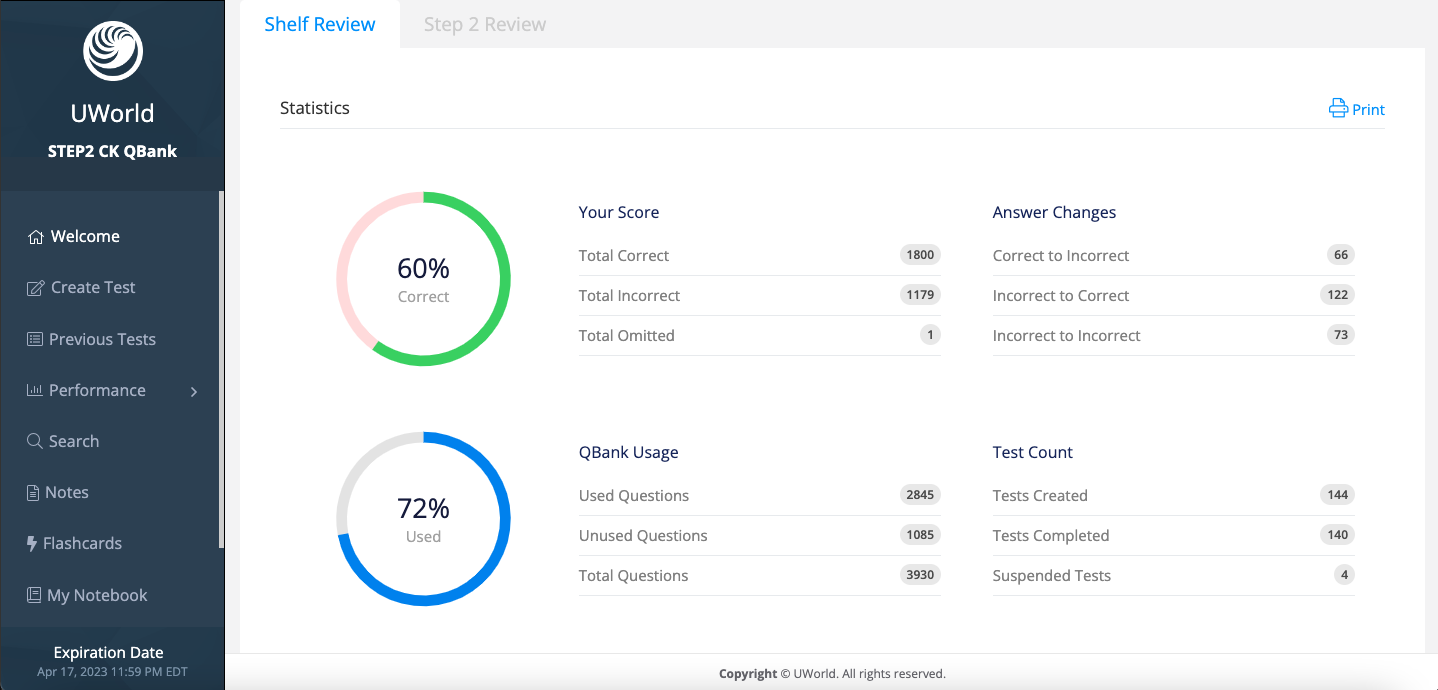 UWorld
STEP2 CK QBank
Welcome
Create Test
Previous Tests
Performance
Search
Notes
Flashcards
My Notebook
Expiration Date
Apr 17, 2023 11:59 PM EDT
Shelf Review
Step 2 Review
Statistics
Print
60%
Correct
Your Score
Total Correct 1800
Total Incorrect 1179
Total Omitted 1
Answer Changes
Correct to Incorrect 66
Incorrect to Correct 122
Incorrect to Incorrect 73
72%
Used
QBank Usage
Used Questions 2845
Unused Questions 1085
Total Questions 3930
Test Count
Tests Created 144
Tests Completed 140
Suspended Tests 4
Copyright © UWorld. All rights reserved.